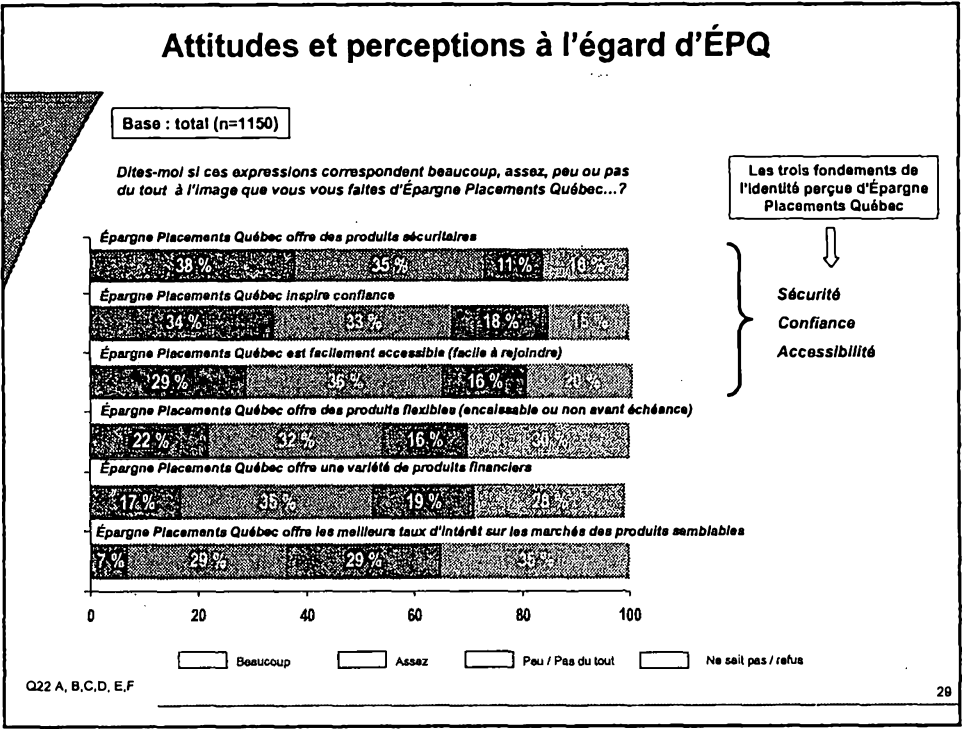 Attitudes et perceptions à l'égard d'ÉPQ
Base : total (n=1150)
Dites-moi si ces expressions correspondent beaucoup, assez, peu ou pas
du tout à l'image que vous vous faites d'Épargne Placements Québec...?
Les trois fondements de
l'identité perçue d'Épargne
Placements Québec
Épargne Placements Québec offre des produits sécuritaires
38 % 35 % 11 % 16 %
Épargne Placements Québec inspire confiance
34 % 33 % 18 % 15 %
Épargne Placements Québec est facilement accessible (facile à rejoindre)
29 % 36 % 16 % 20 %
Épargne Placements Québec offre des produits flexibles (encaissable ou non avant échéance)
22 % 32 % 16 % 30 %
Épargne Placements Québec offre une variété de produits financiers
17 % 35 % 19 % 28 %
Épargne Placements Québec offre les meilleurs taux d'intérêt sur les marchés des produits semblables
7 % 29 % 29 % 35 %
Sécurité
Confiance
Accessibilité
0 20 40 60 80 100
Beaucoup Assez Peu / Pas du tout Ne sait pas / refus
Q22 A, B,C,D, E,F
29